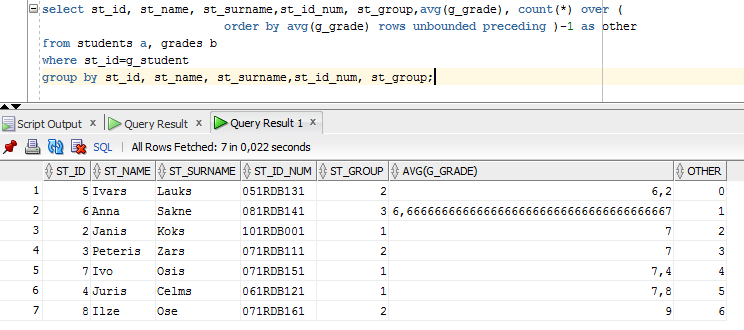 select st_id, st_name, st_surname,st_id_num, st_group,avg(g_grade), count(*) over (
order by avg(g_grade) rows unbounded preceding )-1 as other
from students a, grades b
where st_id=g_student
group by st_id, st_name, st_surname,st_id_num, st_group;
Script Output x Query Result x Query Result 1 x
SQL | All Rows Fetched: 7 in 0,022 seconds
ST_ID ST_NAME ST_SURNAME ST_ID_NUM ST_GROUP AVG(G_GRADE) OTHER
1 5 Ivars Lauks 051RDB131 2 6,2 0
2 6 Anna Sakne 081RDB141 3 6,66666666666666666666666666666666666667 1
3 2 Janis Koks 101RDB001 1 7 2
4 3 Peteris Zars 071RDB111 2 7 3
5 7 Ivo Osis 071RDB151 1 7,4 4
6 4 Juris Celms 061RDB121 1 7,8 5
7 8 Ilze Ose 071RDB161 2 9 6